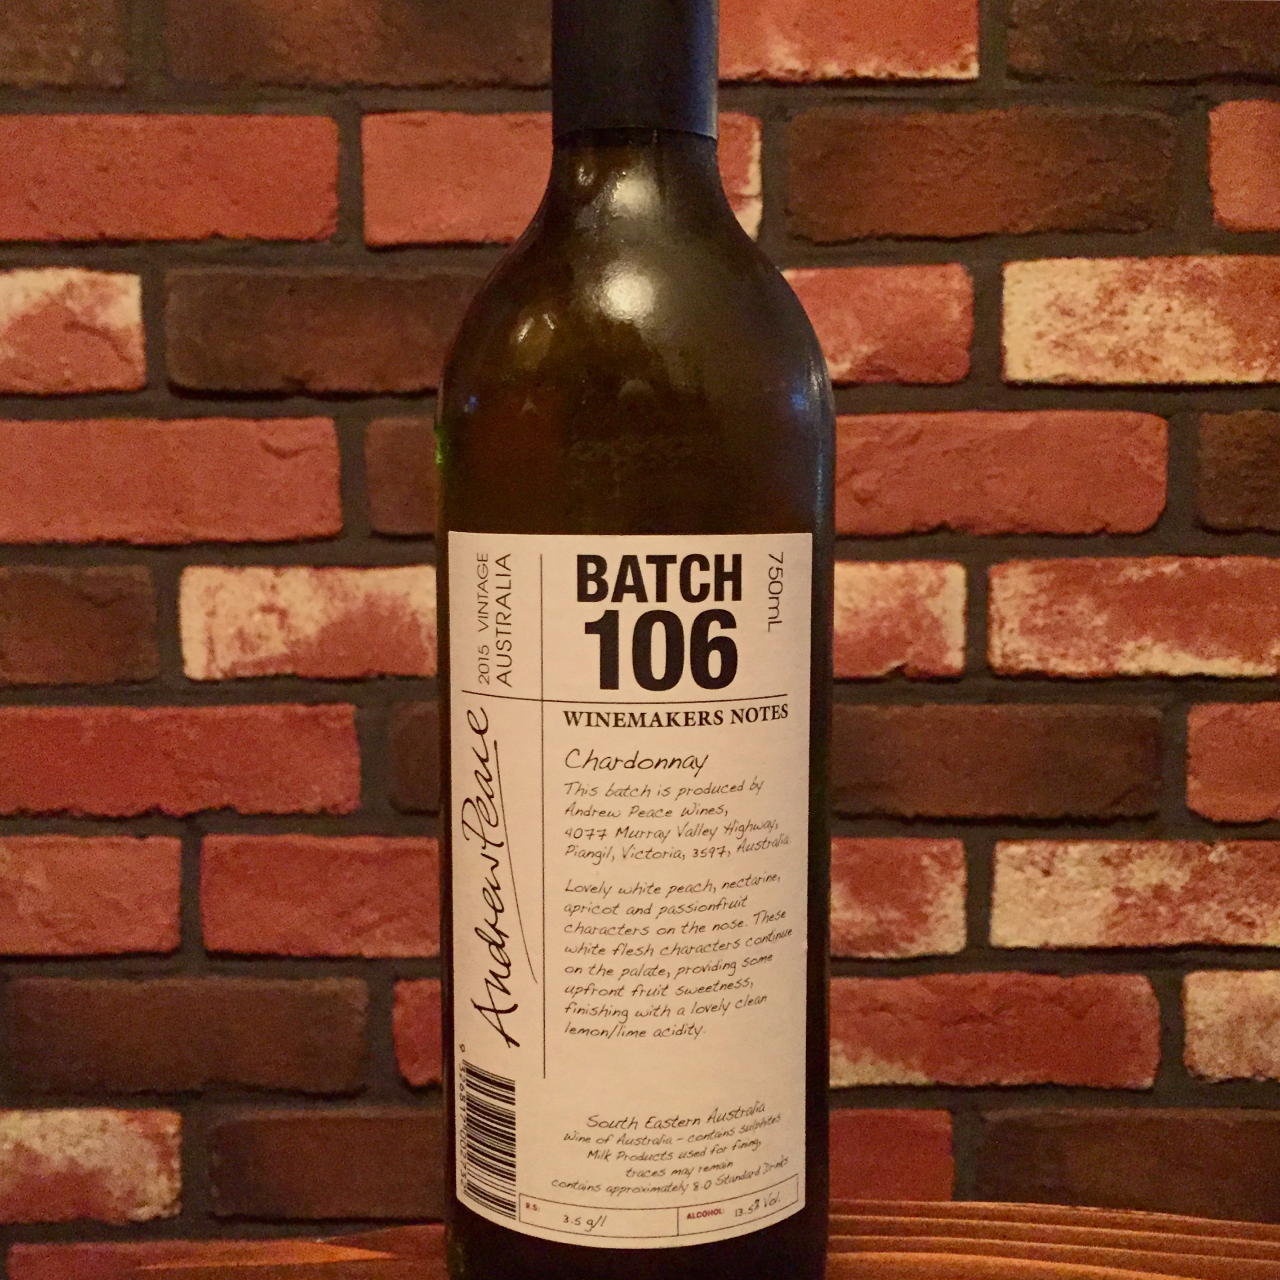 2015 VINTAGE
AUSTRALIA
BATCH
106
750mL
Andrew Peace
WINEMAKERS NOTES
Chardonnay
This batch is produced by
Andrew Peace Wines,
4077 Murray Valley Highway,
Piangil, Victoria, 3597, Australia
Lovely white peach, nectarine,
apricot and passionfruit
characters on the nose. These
white flesh characters continue
on the palate, providing some
upfront fruit sweetness,
finishing with a lovely clean
lemon/lime acidity.
South Eastern Australia
Wine of Australia - contains sulphites
Milk Products used for fining,
traces may remain
contains approximately 8.0 Standard Drinks
R.S: 3.5 g/l
ALCOHOL: 13.5% Vol.